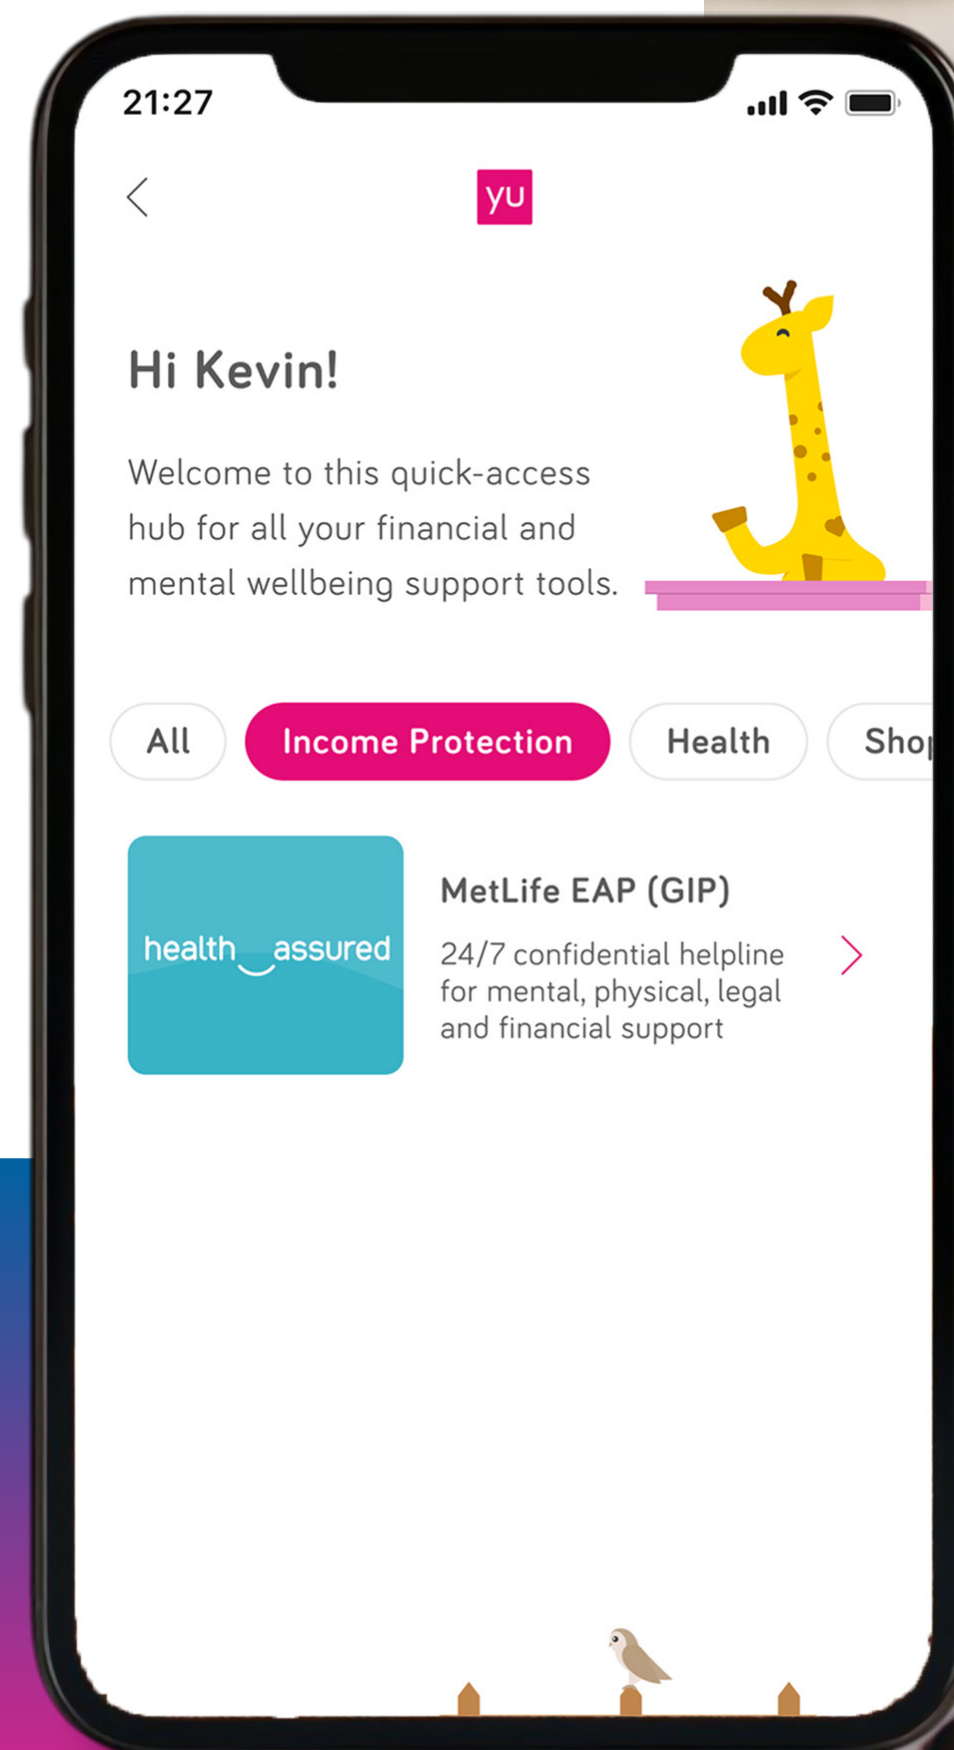 21:27
yu
Hi Kevin!
Welcome to this quick-access
hub for all your financial and
mental wellbeing support tools.
All
Income Protection
Health
health assured
MetLife EAP (GIP)
24/7 confidential helpline
for mental, physical, legal
and financial support